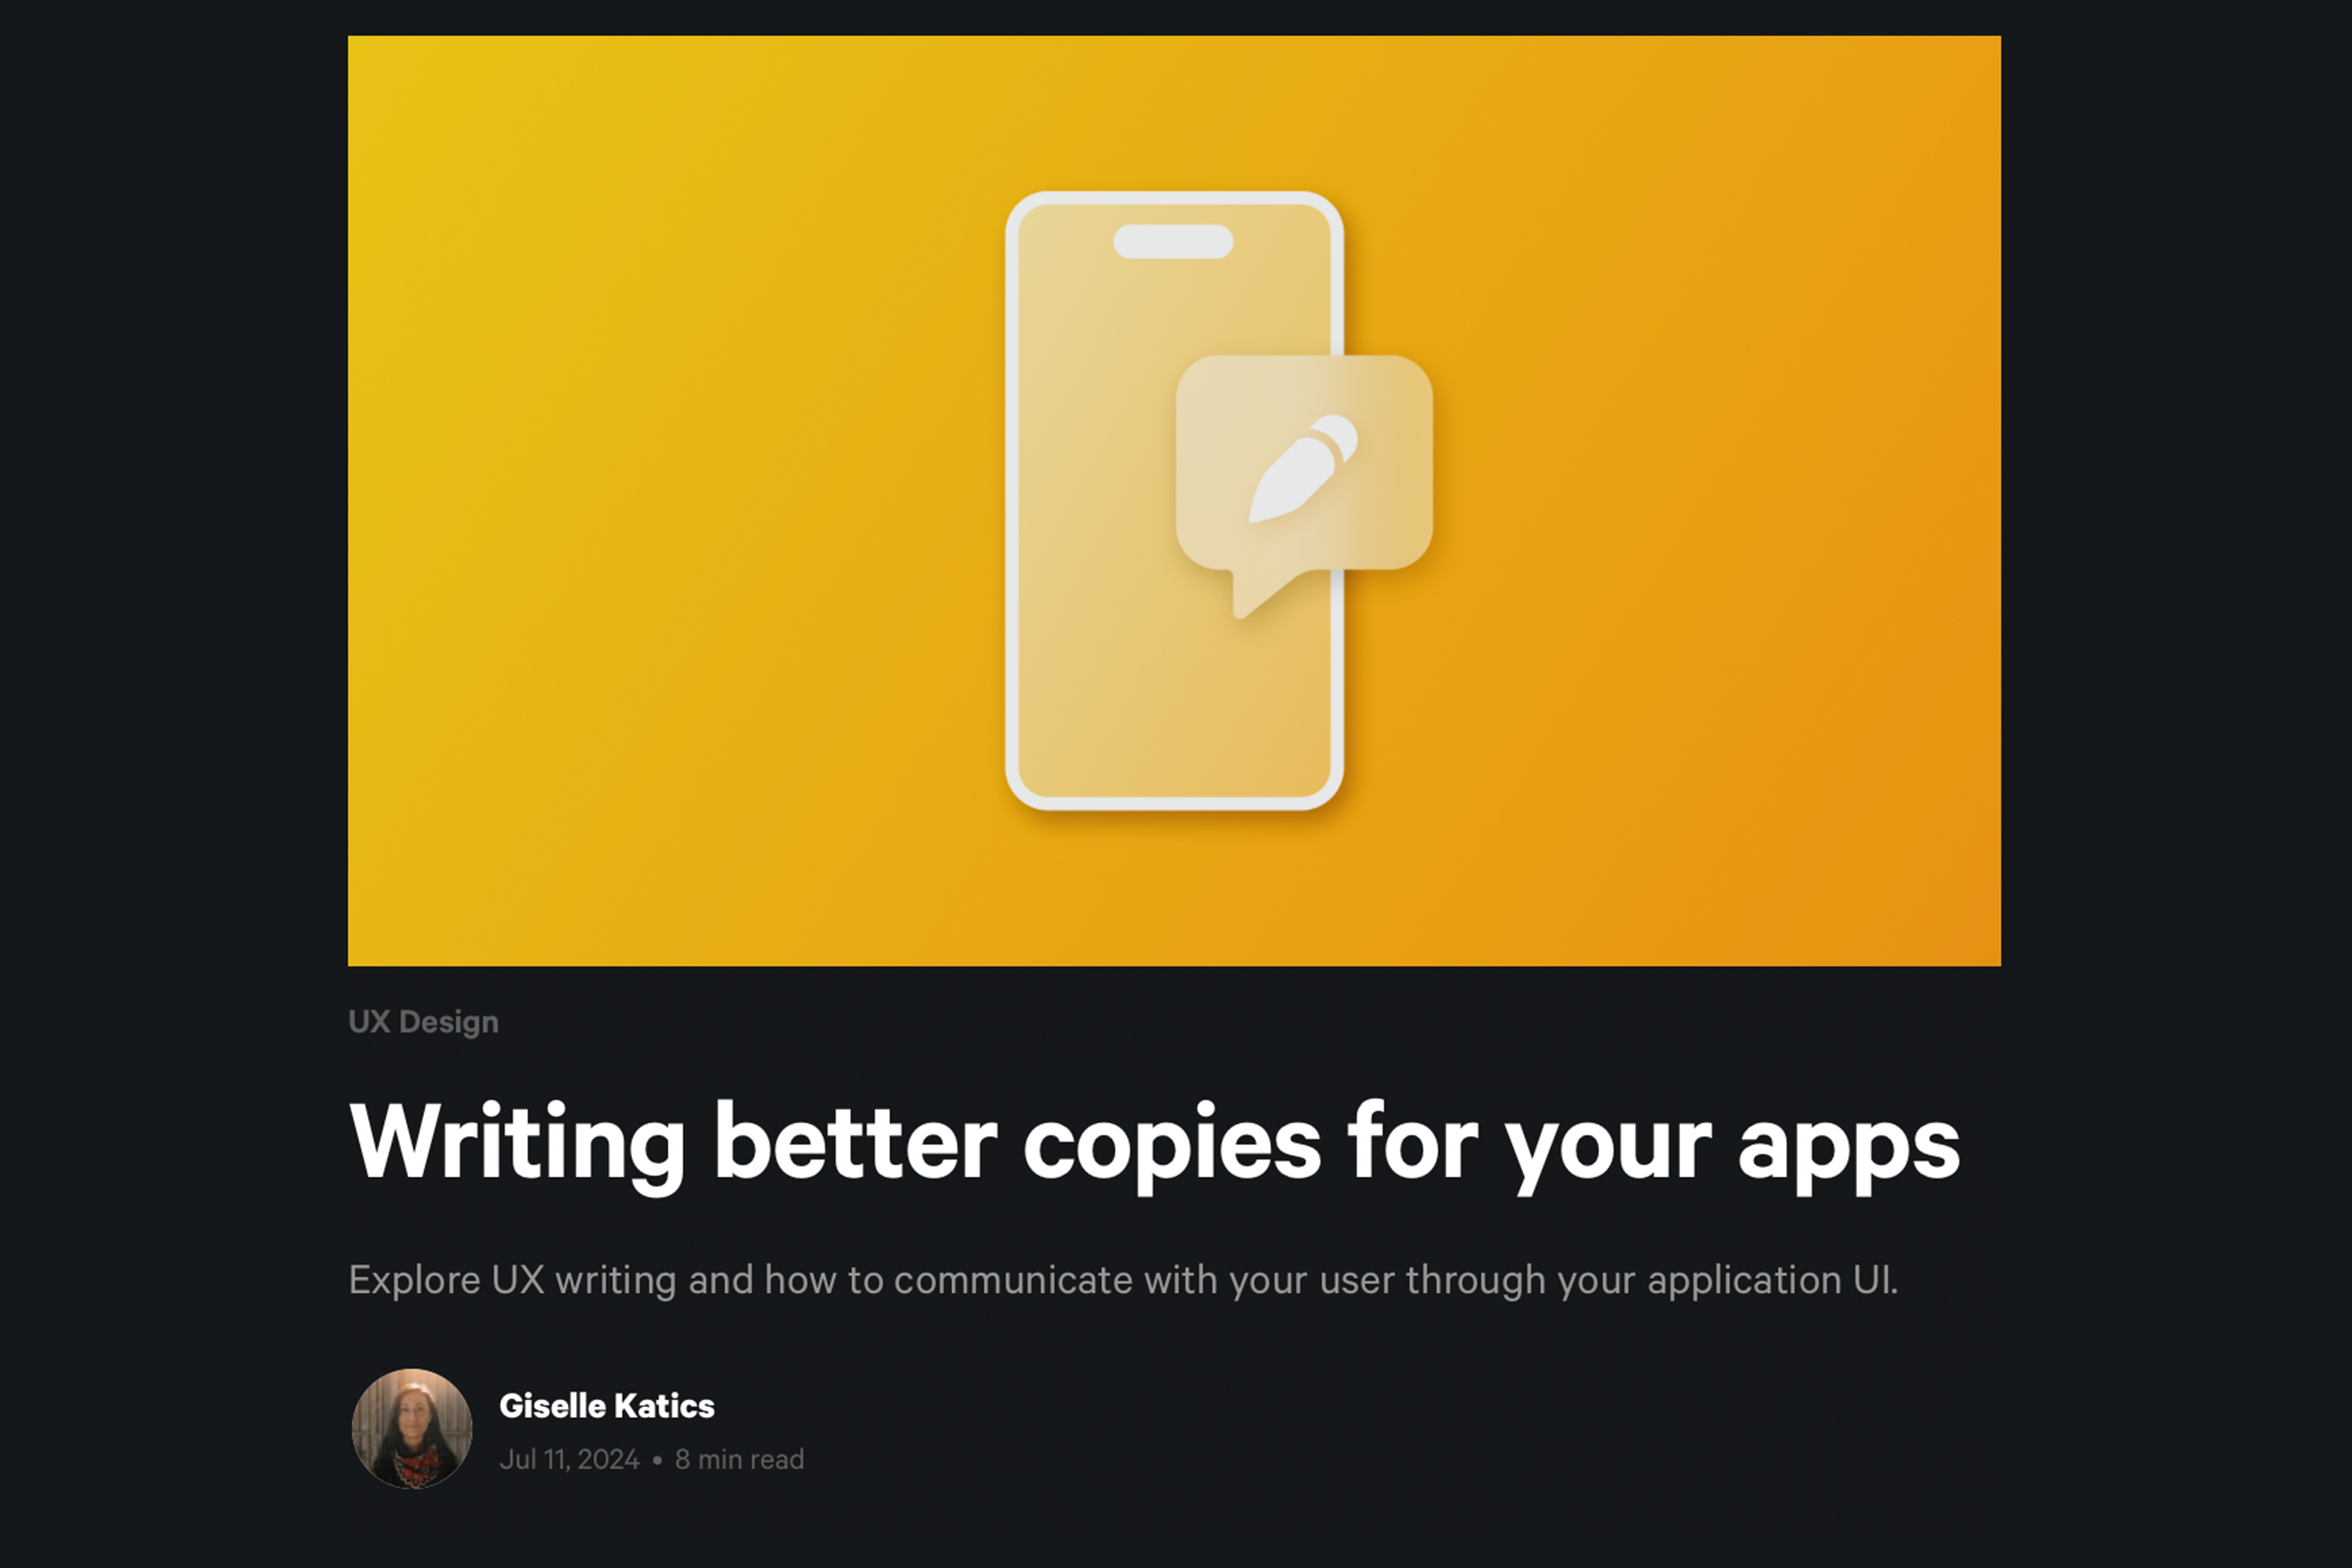 UX Design
Writing better copies for your apps
Explore UX writing and how to communicate with your user through your application UI.
Giselle Katics
Jul 11, 2024 • 8 min read